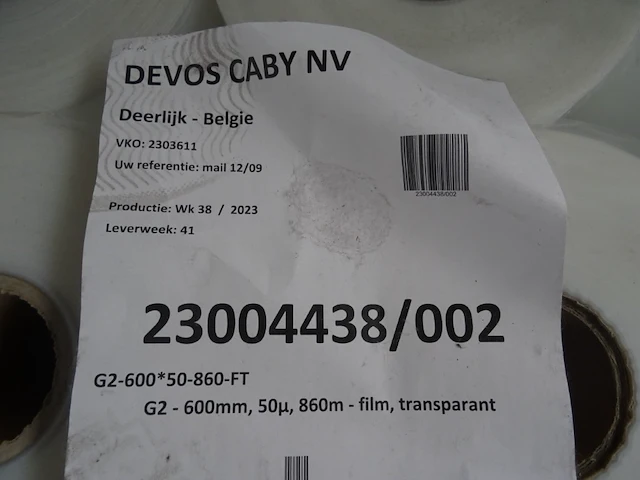 DEVOS CABY NV
Deerlijk - Belgie
VKO: 2303611
Uw referentie: mail 12/09
23004438/002
Productie: Wk 38 / 2023
Leverweek: 41
23004438/002
G2-600*50-860-FT
G2 - 600mm, 50µ, 860m - film, transparant